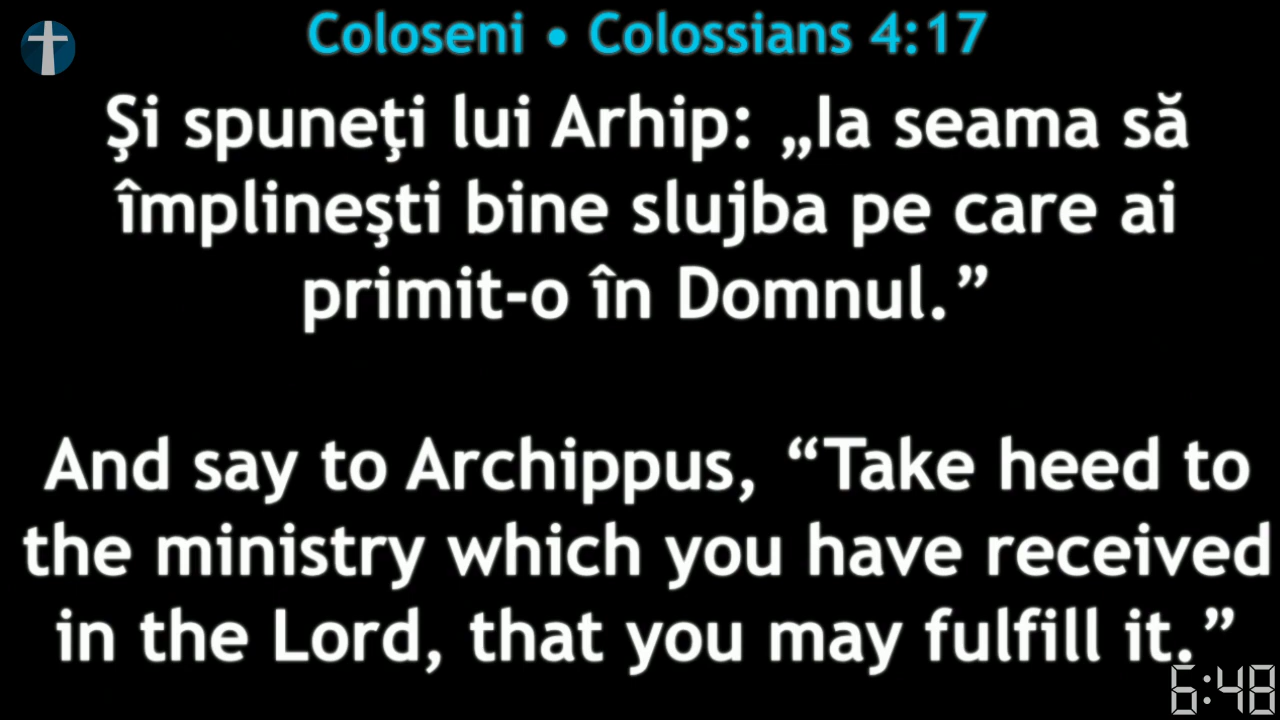 Coloseni • Colossians 4:17
Şi spuneţi lui Arhip: „Ia seama să
împlineşti bine slujba pe care ai
primit-o în Domnul.”
And say to Archippus, “Take heed to
the ministry which you have received
in the Lord, that you may fulfill it.”
6:48